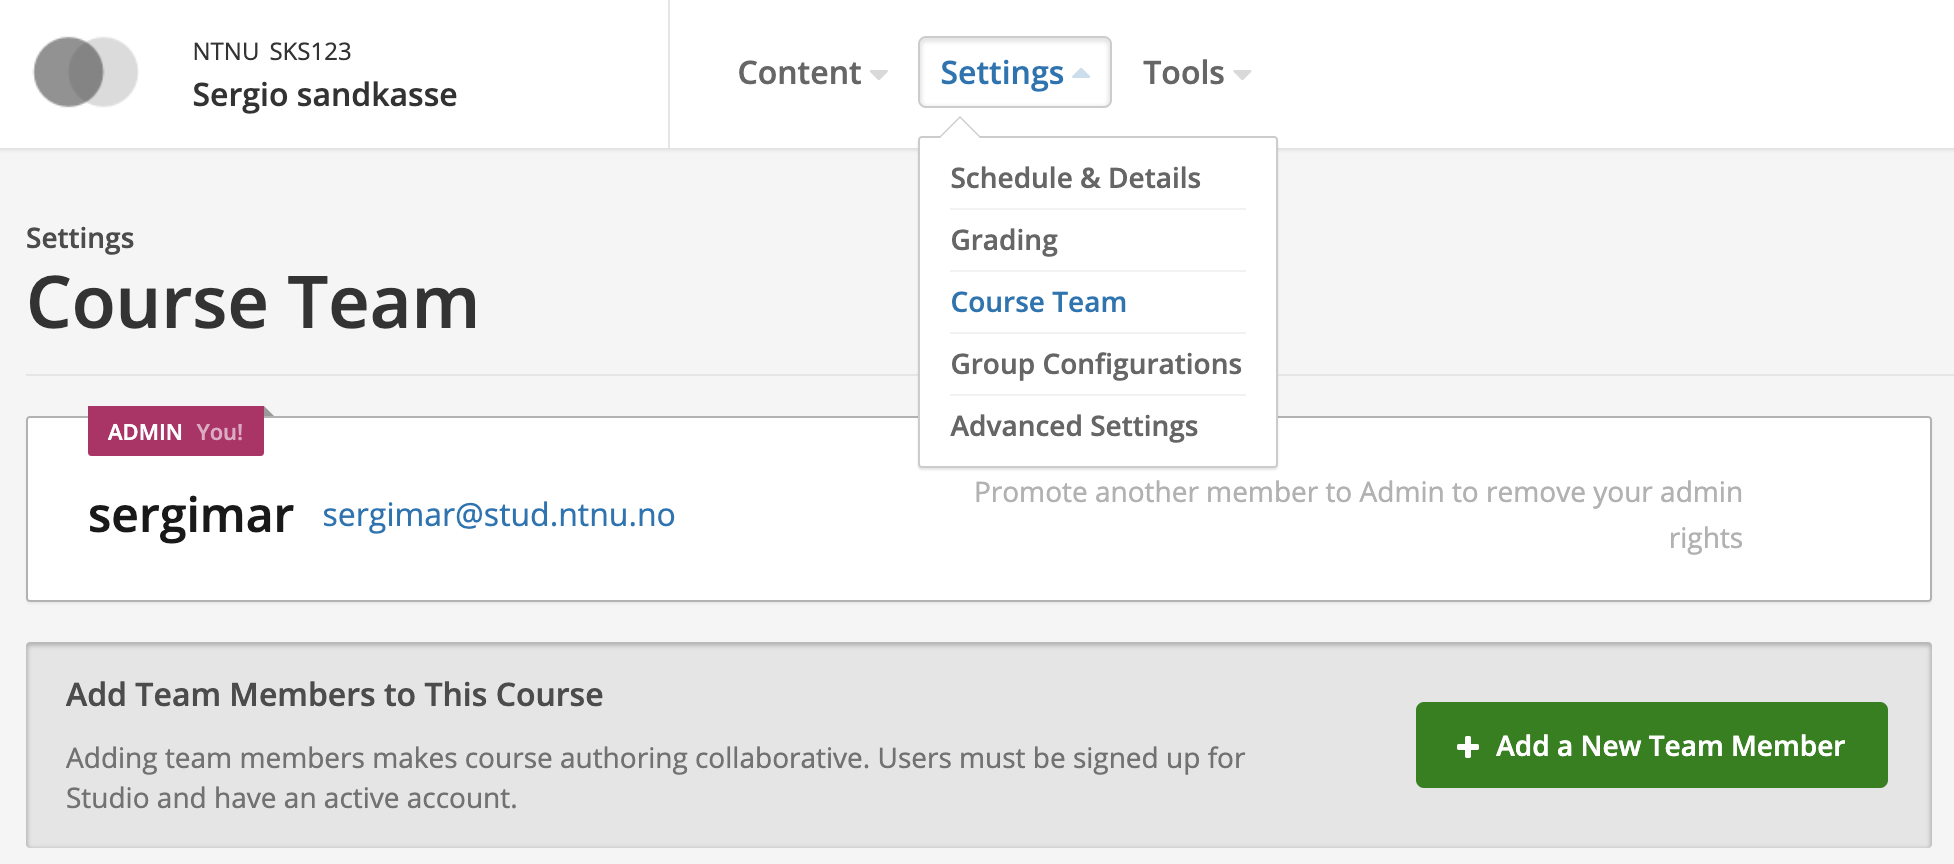 NTNU SKS123
Sergio sandkasse
Content
Settings
Tools
Schedule & Details
Grading
Course Team
Group Configurations
Advanced Settings
Settings
Course Team
ADMIN You!
sergimar sergimar@stud.ntnu.no
Promote another member to Admin to remove your admin
rights
Add Team Members to This Course
Adding team members makes course authoring collaborative. Users must be signed up for
Studio and have an active account.
+ Add a New Team Member